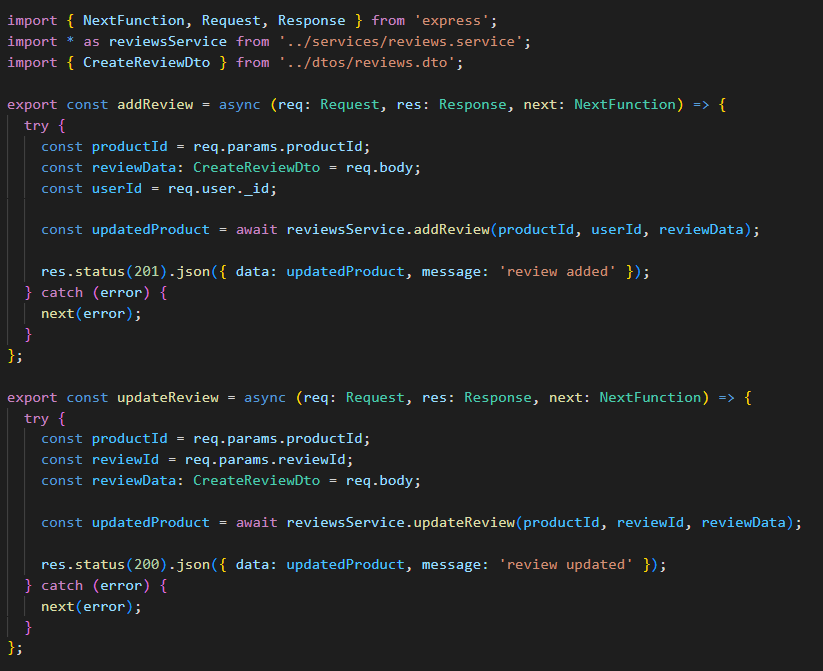 import { NextFunction, Request, Response } from 'express';
import * as reviewsService from '../services/reviews.service';
import { CreateReviewDto } from '../dtos/reviews.dto';

export const addReview = async (req: Request, res: Response, next: NextFunction) => {
  try {
    const productId = req.params.productId;
    const reviewData: CreateReviewDto = req.body;
    const userId = req.user._id;

    const updatedProduct = await reviewsService.addReview(productId, userId, reviewData);

    res.status(201).json({ data: updatedProduct, message: 'review added' });
  } catch (error) {
    next(error);
  }
};

export const updateReview = async (req: Request, res: Response, next: NextFunction) => {
  try {
    const productId = req.params.productId;
    const reviewId = req.params.reviewId;
    const reviewData: CreateReviewDto = req.body;

    const updatedProduct = await reviewsService.updateReview(productId, reviewId, reviewData);

    res.status(200).json({ data: updatedProduct, message: 'review updated' });
  } catch (error) {
    next(error);
  }
};